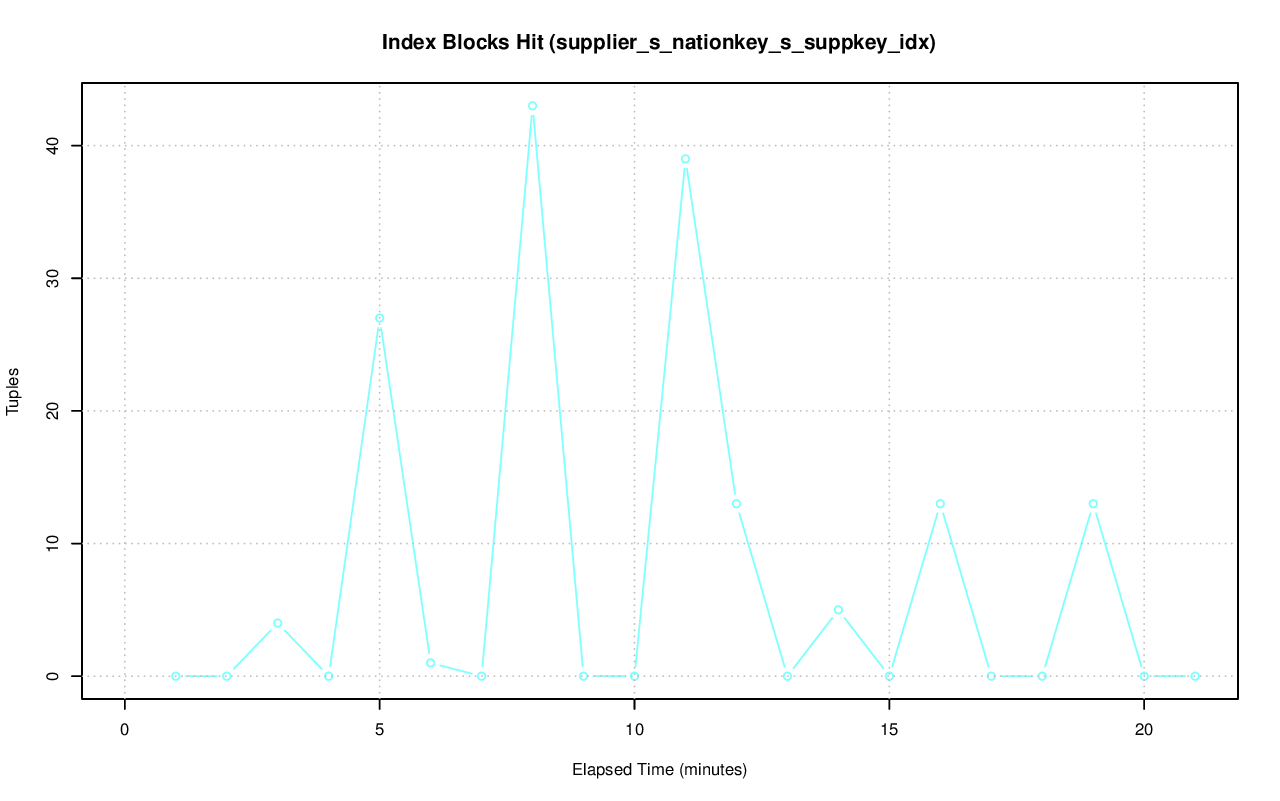 Index Blocks Hit (supplier_s_nationkey_s_suppkey_idx)
Tuples
40
30
20
10
0
0 5 10 15 20
Elapsed Time (minutes)